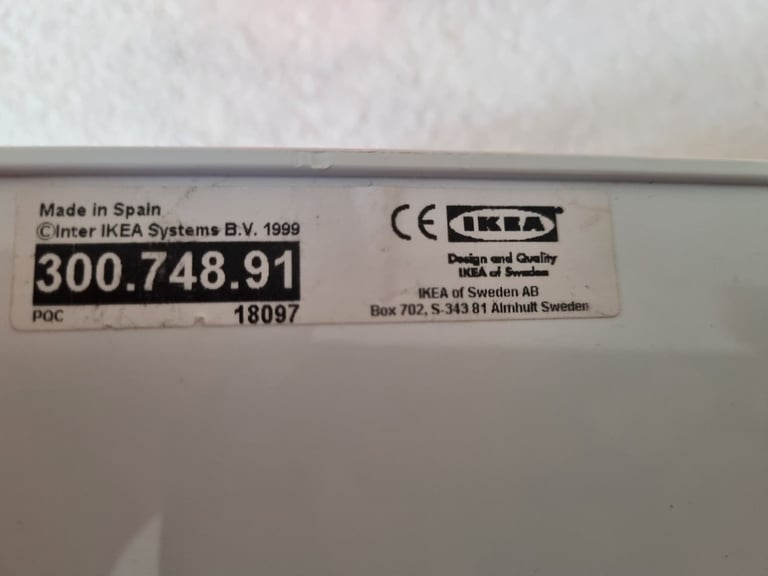 Made in Spain
©Inter IKEA Systems B.V. 1999
300.748.91
PQC 18097
CE IKEA
Design and Quality
IKEA of Sweden
IKEA of Sweden AB
Box 702, S-343 81 Älmhult Sweden